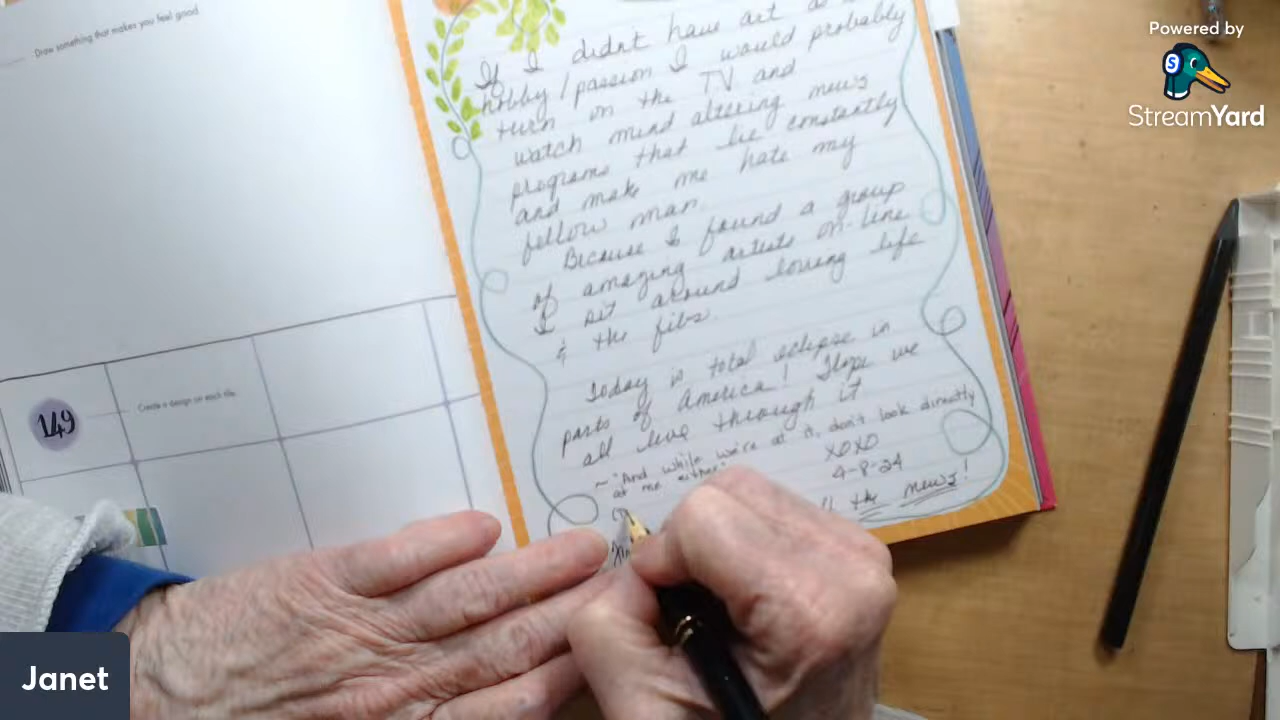 Draw something that makes you feel good
149
Create a design on each tile.
If I didnt have art as
hobby/passion I would probably
turn on the TV and
watch mind altering news
programs that lie constantly
and make me hate my
fellow man.
Because I found a group
of amazing artists on-line
I sit around loving life
& the fibs.
Today is total eclipse in
parts of America! Hope we
all live through it
~ "And while we're at it, don't look directly
at me either"
XOXO
4-8-24
the news!
Powered by
StreamYard
Janet